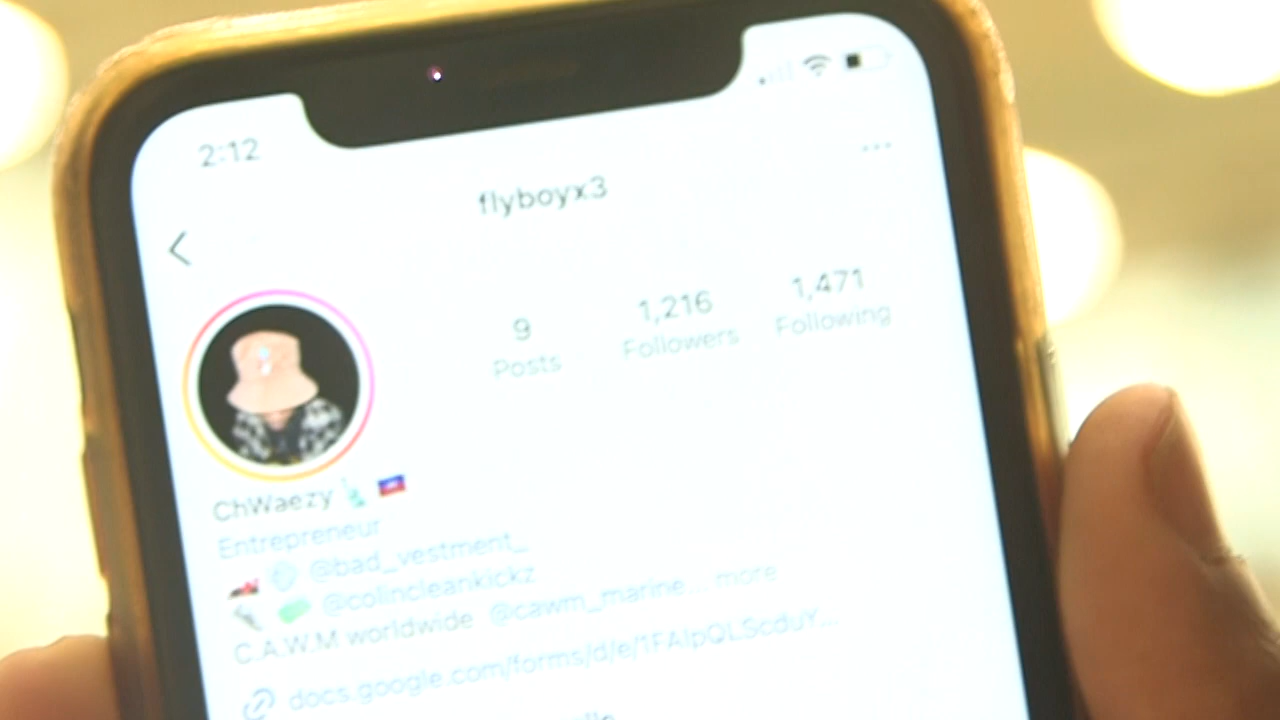 2:12
flyboyx3
9 1,216 1,471
Posts Followers Following
ChWaezy
Entrepreneur
@bad_vestment_
@colincleankickz
C.A.W.M worldwide @cawm_marine... more
docs.google.com/forms/d/e/1FAIpQLScduY...